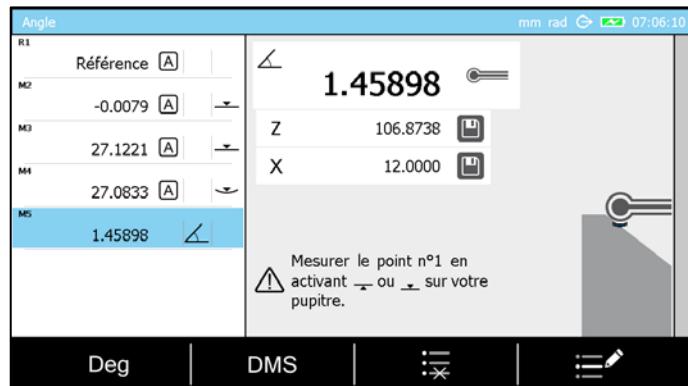 Angle
mm rad 07:06:10
R1
Référence A
M2
-0.0079 A
M3
27.1221 A
M4
27.0833 A
M5
1.45898
1.45898
Z 106.8738
X 12.0000
Mesurer le point n°1 en
activant ou sur votre
pupitre.
Deg DMS